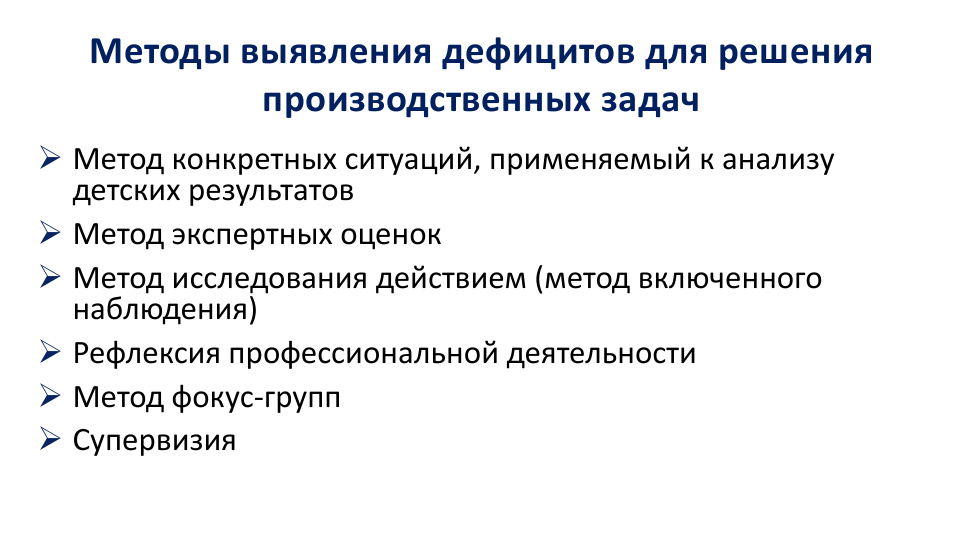 Методы выявления дефицитов для решения
производственных задач
➢ Метод конкретных ситуаций, применяемый к анализу
детских результатов
➢ Метод экспертных оценок
➢ Метод исследования действием (метод включенного
наблюдения)
➢ Рефлексия профессиональной деятельности
➢ Метод фокус-групп
➢ Супервизия